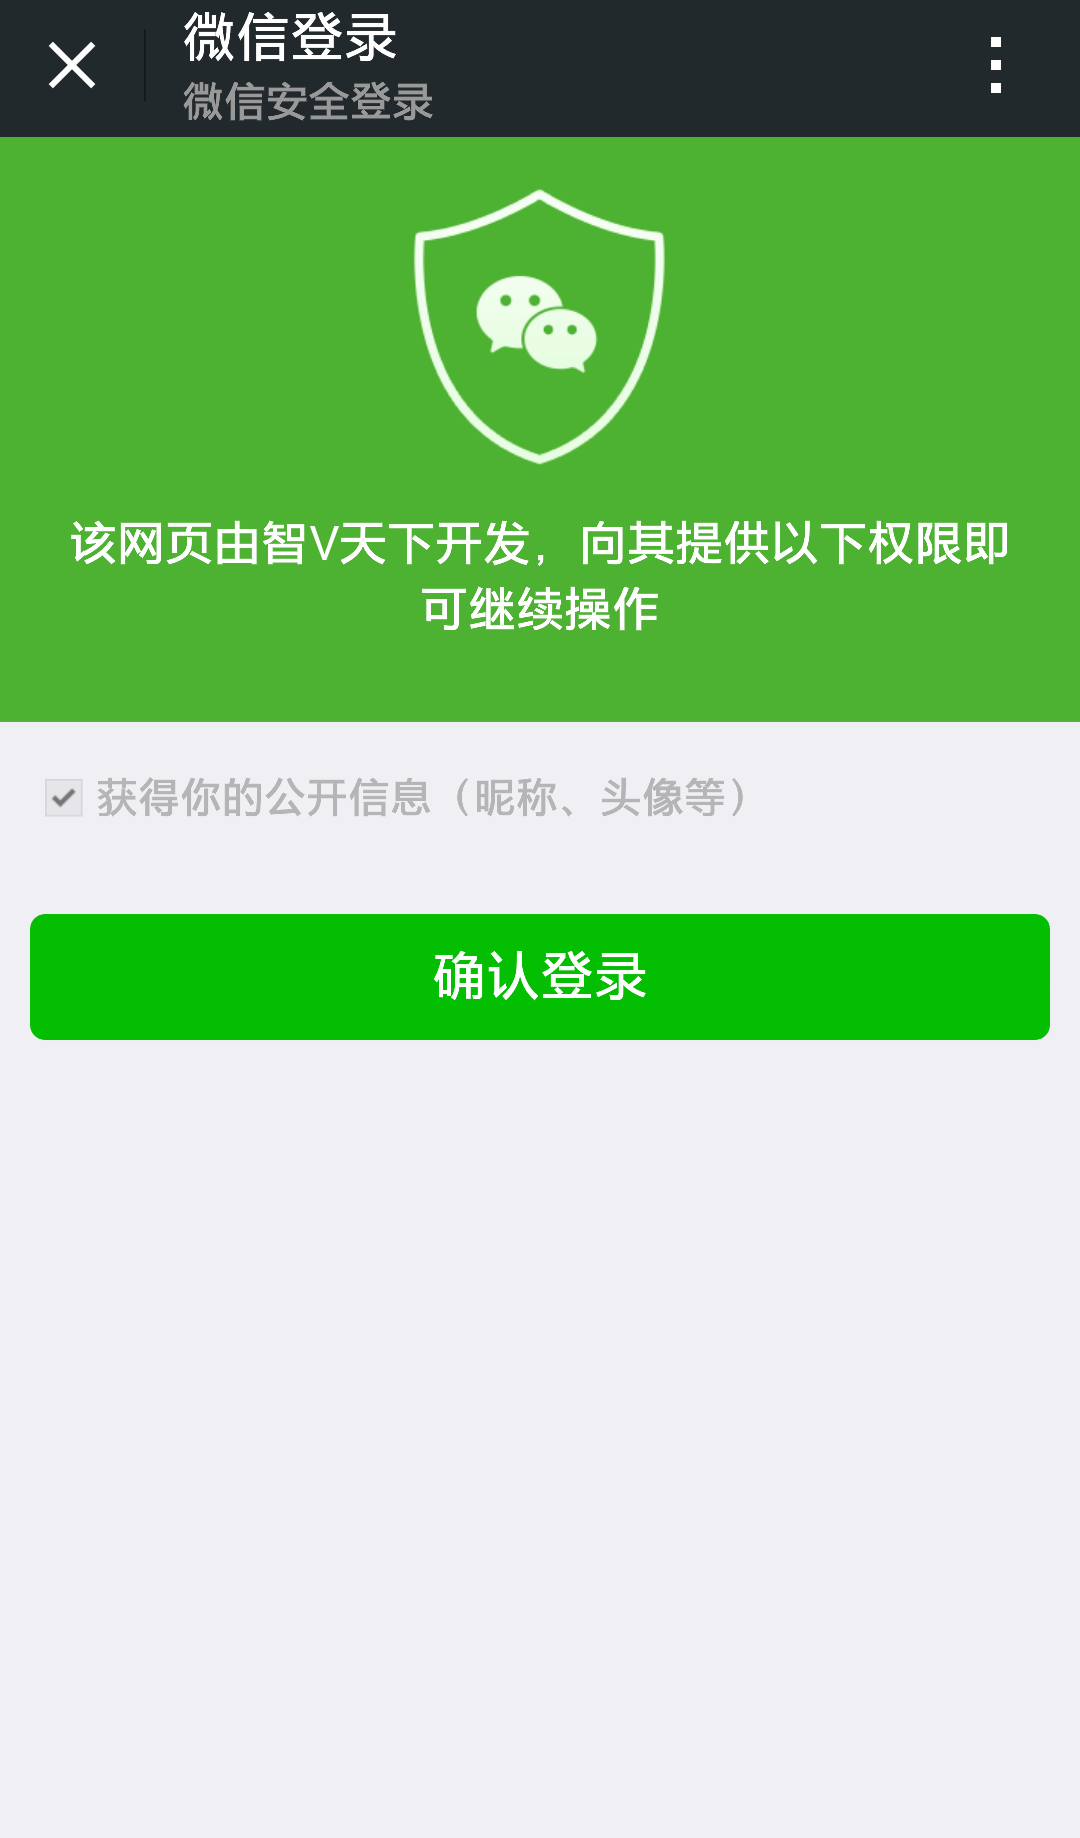 微信登录
微信安全登录
该网页由智V天下开发，向其提供以下权限即
可继续操作
获得你的公开信息（昵称、头像等）
确认登录